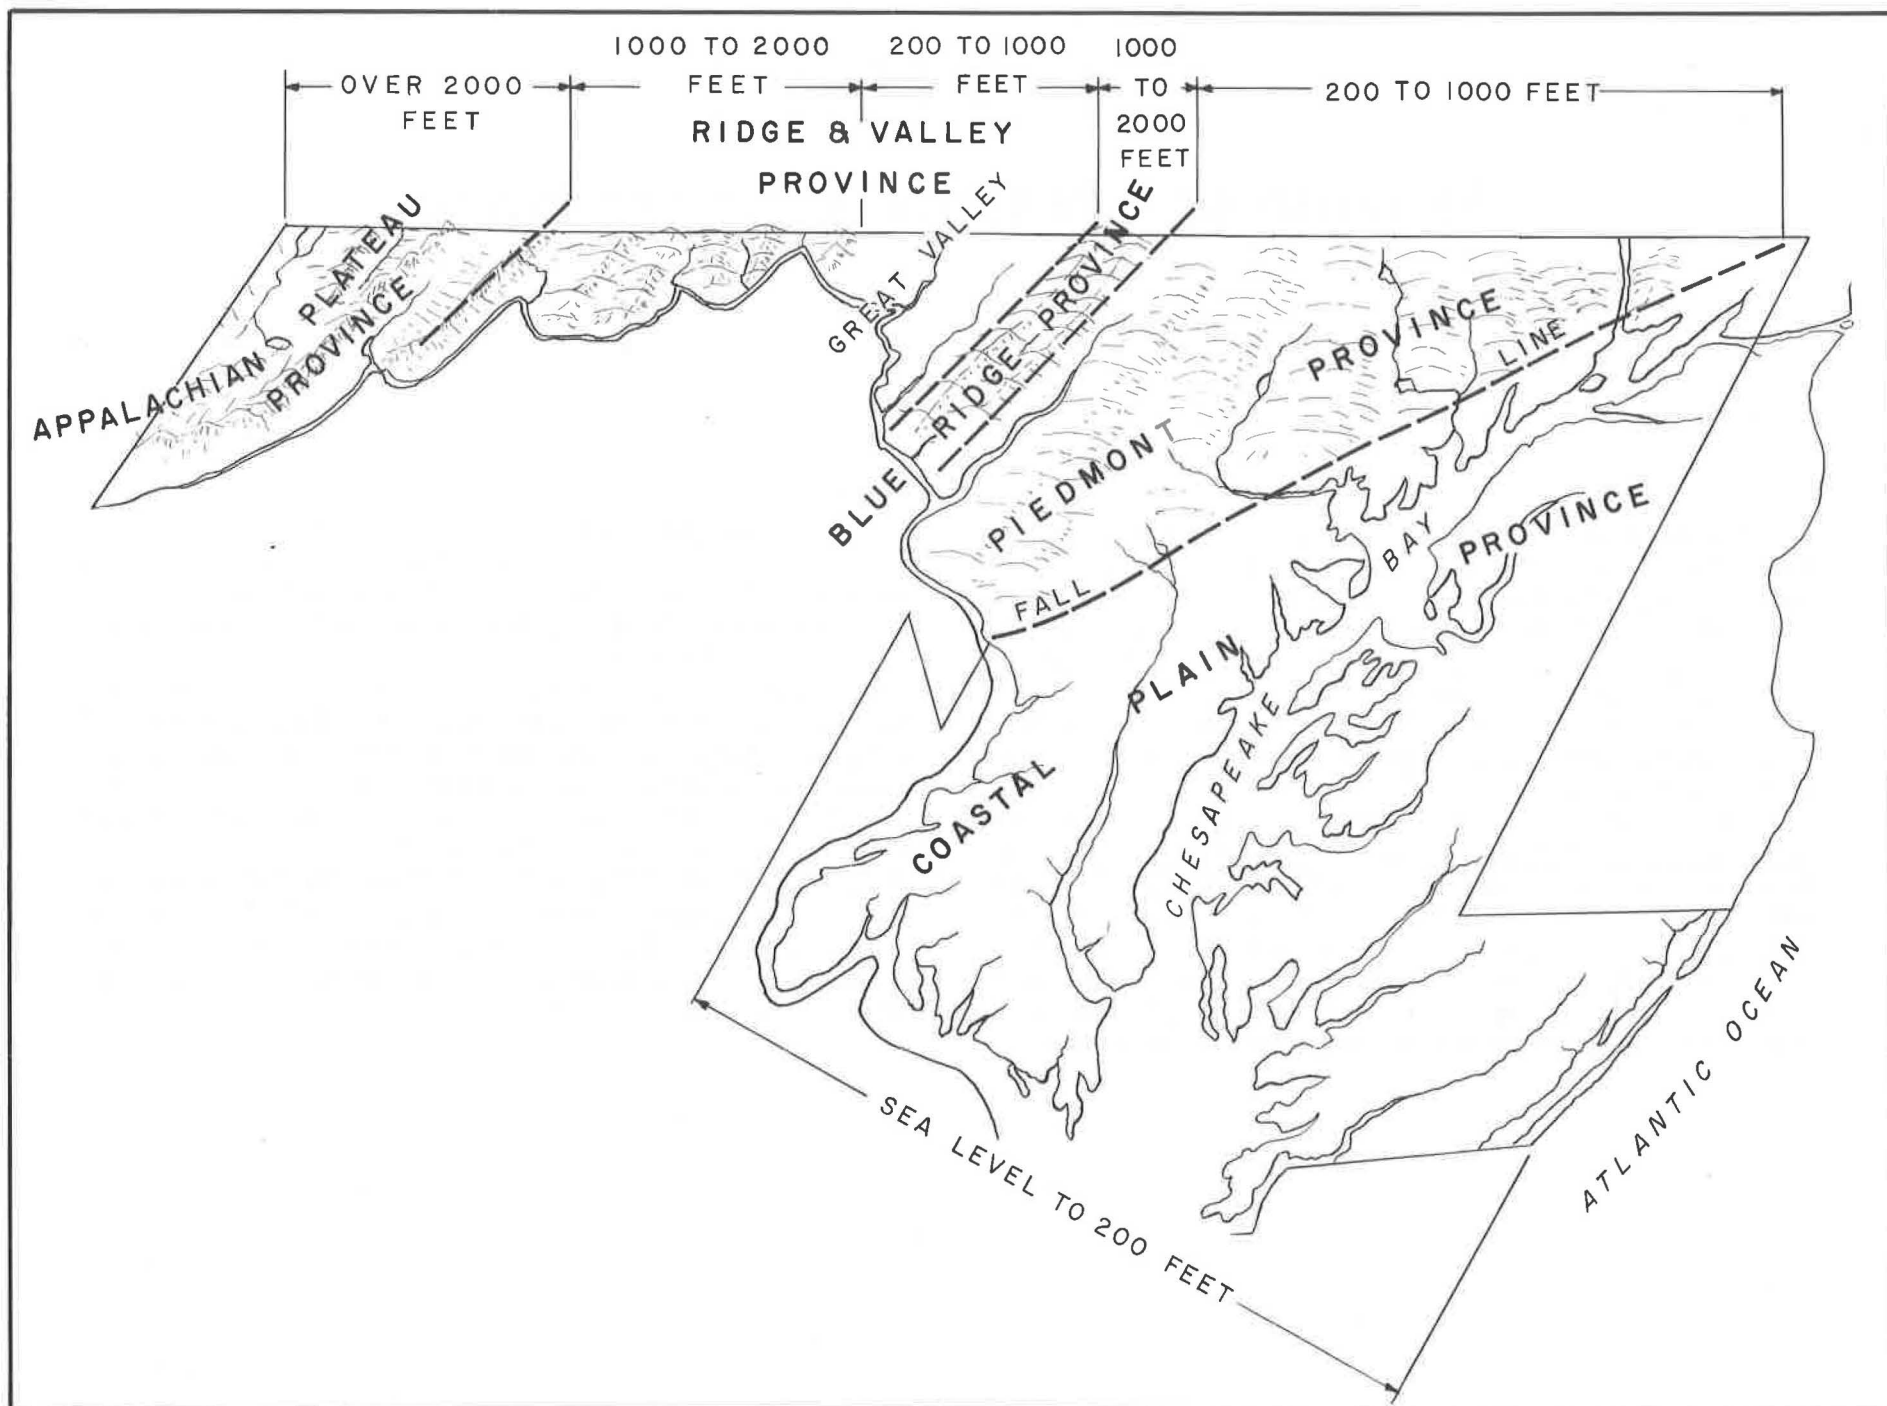 OVER 2000
FEET
1000 TO 2000
FEET
200 TO 1000
FEET
1000
TO
2000
FEET
200 TO 1000 FEET
RIDGE & VALLEY
PROVINCE
APPALACHIAN PLATEAU
PROVINCE
GREAT VALLEY
BLUE RIDGE PROVINCE
PIEDMONT PROVINCE
FALL LINE
COASTAL PLAIN PROVINCE
CHESAPEAKE BAY
ATLANTIC OCEAN
SEA LEVEL TO 200 FEET